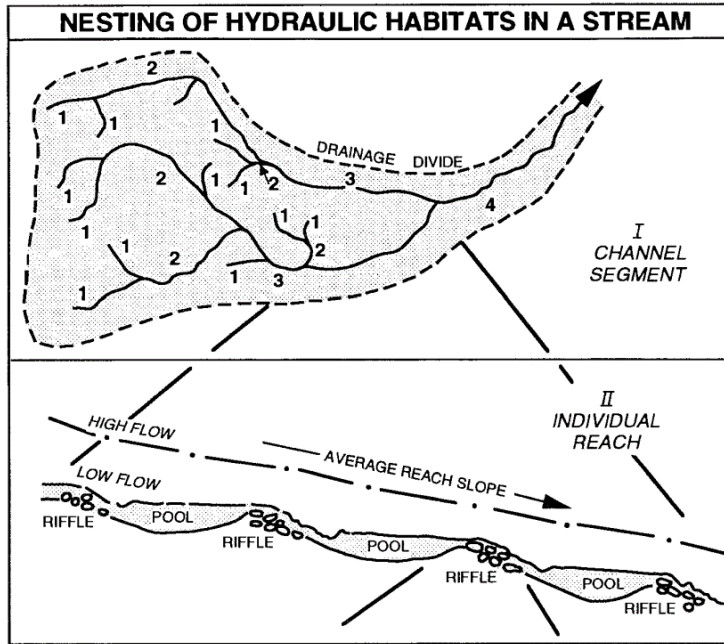 NESTING OF HYDRAULIC HABITATS IN A STREAM
2
1
1
1
1
1
2
1
1
1
2
DRAINAGE DIVIDE
3
4
1
1
1
1
2
2
1
3
1
I
CHANNEL
SEGMENT
II
INDIVIDUAL
REACH
HIGH FLOW
AVERAGE REACH SLOPE
LOW FLOW
RIFFLE
POOL
RIFFLE
POOL
RIFFLE
POOL
RIFFLE